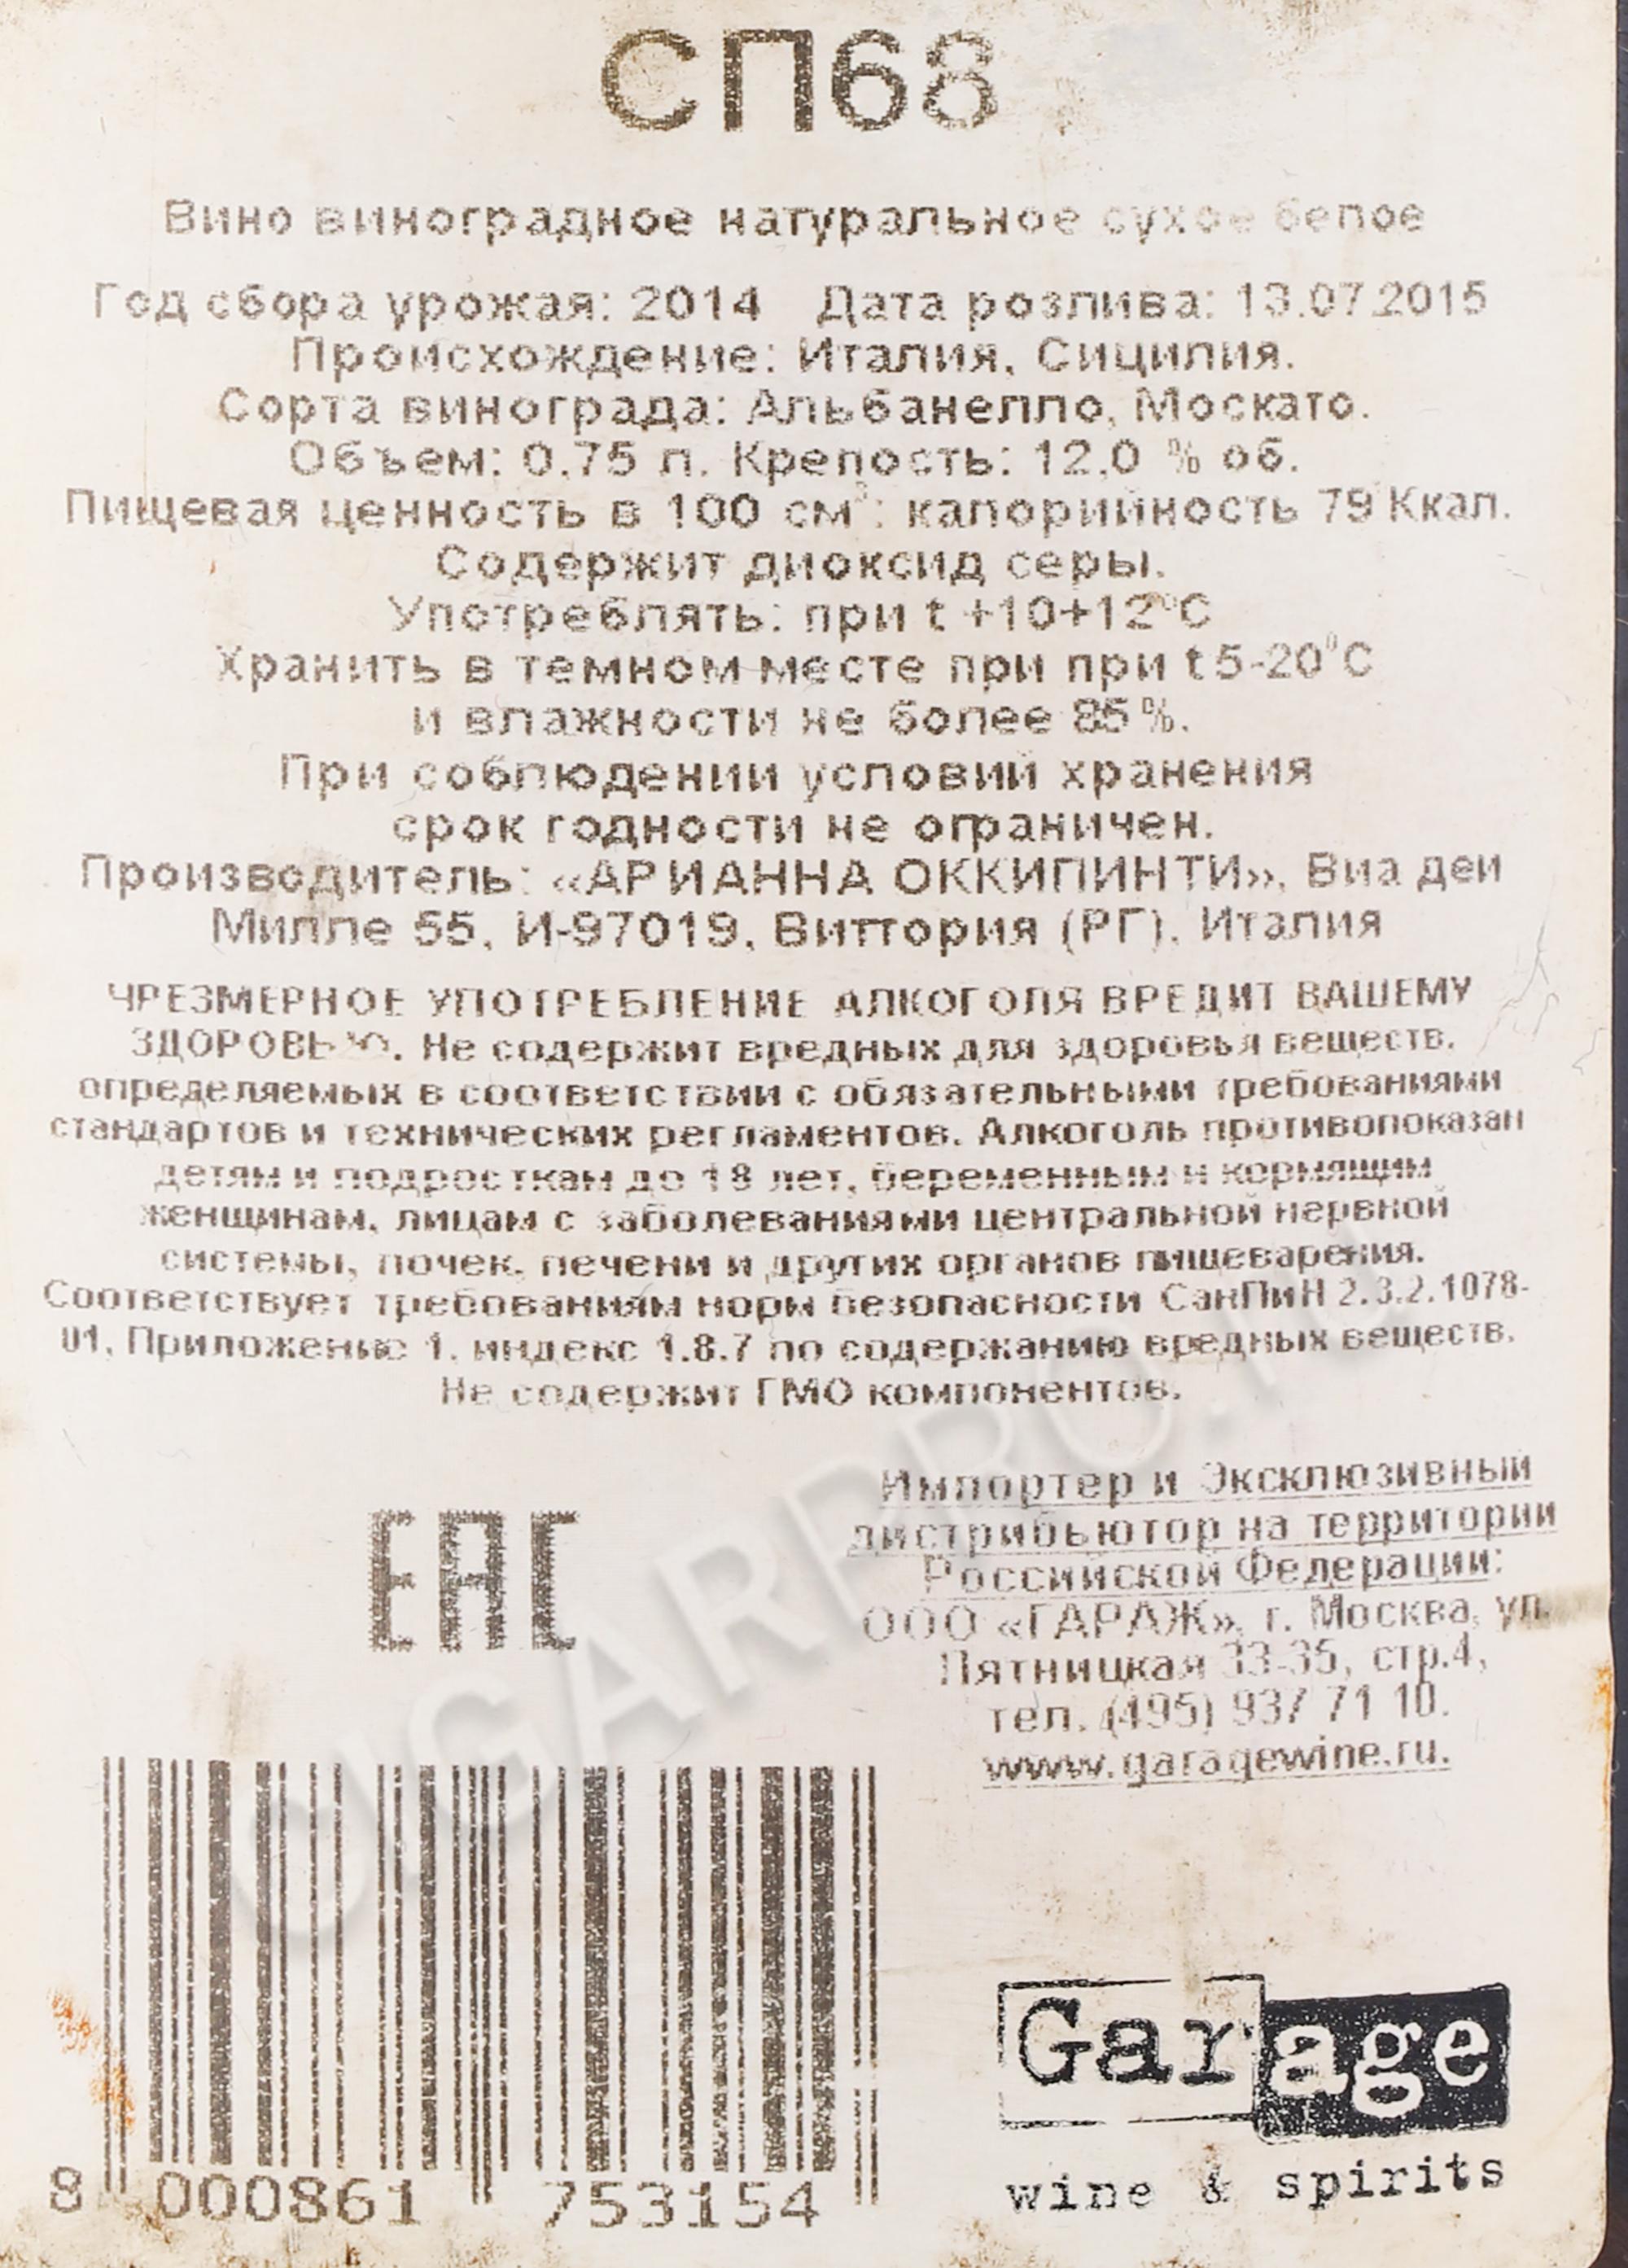 СП68
Вино виноградное натуральное сухое белое
Год сбора урожая: 2014 Дата розлива: 13.07.2015
Происхождение: Италия, Сицилия.
Сорта винограда: Альбанелло, Москато.
Объем: 0,75 л. Крепость: 12,0 % об.
Пищевая ценность в 100 см³: калорийность 79 Ккал.
Содержит диоксид серы.
Употреблять: при t +10+12⁰C
Хранить в темном месте при при t 5-20⁰C
и влажности не более 85%.
При соблюдении условий хранения
срок годности не ограничен.
Производитель: «АРИАННА ОККИПИНТИ», Виа деи
Милле 55, И-97019, Виттория (РГ), Италия
ЧРЕЗМЕРНОЕ УПОТРЕБЛЕНИЕ АЛКОГОЛЯ ВРЕДИТ ВАШЕМУ
ЗДОРОВЬЮ. Не содержит вредных для здоровья веществ,
определяемых в соответствии с обязательными требованиями
стандартов и технических регламентов. Алкоголь противопоказан
детям и подросткам до 18 лет, беременным и кормящим
женщинам, лицам с заболеваниями центральной нервной
системы, почек, печени и других органов пищеварения.
Соответствует требованиям норм безопасности СанПиН 2.3.2.1078-
01, Приложение 1, индекс 1.8.7 по содержанию вредных веществ.
Не содержит ГМО компонентов.
EAC
Импортер и Эксклюзивный
дистрибьютор на территории
Российской Федерации:
ООО «ГАРАЖ», г. Москва, ул.
Пятницкая 33-35, стр.4,
тел. (495) 937 71 10.
www.garagewine.ru.
8 000861 753154
Garage
wine & spirits